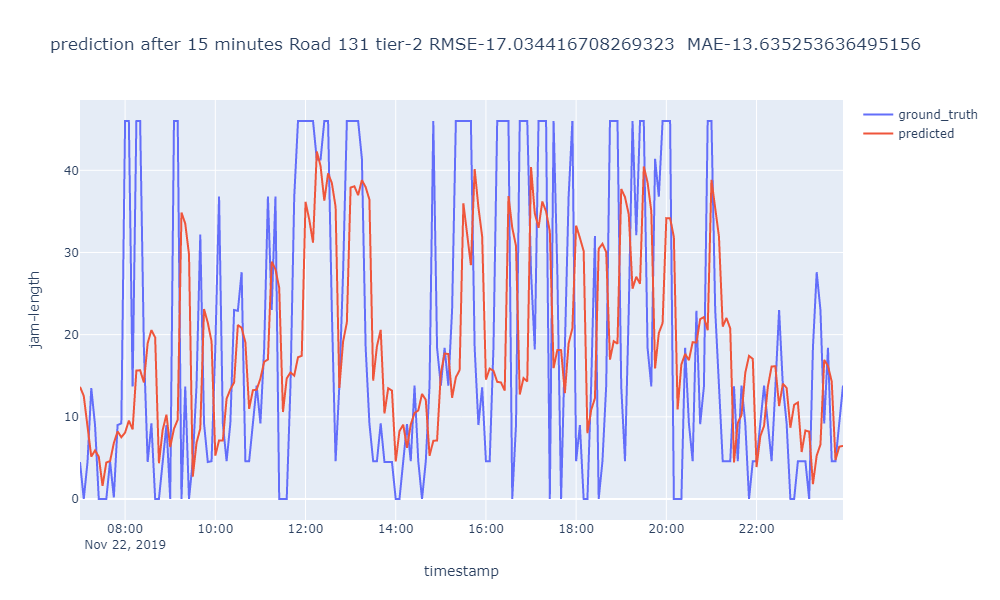 prediction after 15 minutes Road 131 tier-2 RMSE-17.034416708269323  MAE-13.635253636495156
ground_truth
predicted
jam-length
40
30
20
10
0
08:00 10:00 12:00 14:00 16:00 18:00 20:00 22:00
Nov 22, 2019
timestamp